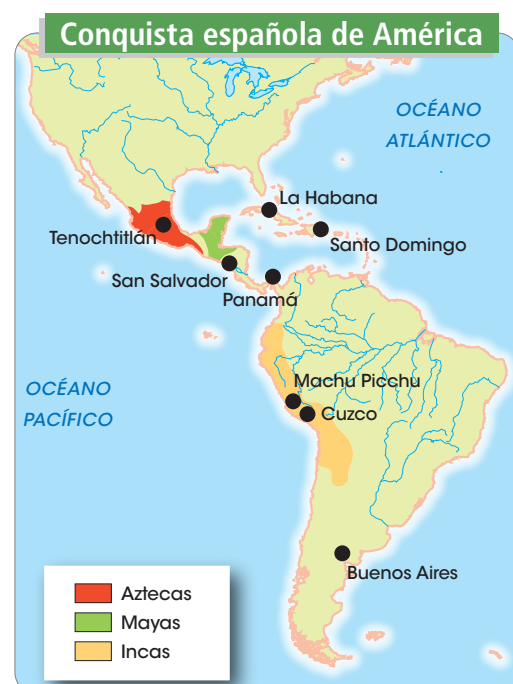 Conquista española de América
OCÉANO
ATLÁNTICO
La Habana
Tenochtitlán
Santo Domingo
San Salvador
Panamá
OCÉANO
PACÍFICO
Machu Picchu
Cuzco
Buenos Aires
Aztecas
Mayas
Incas